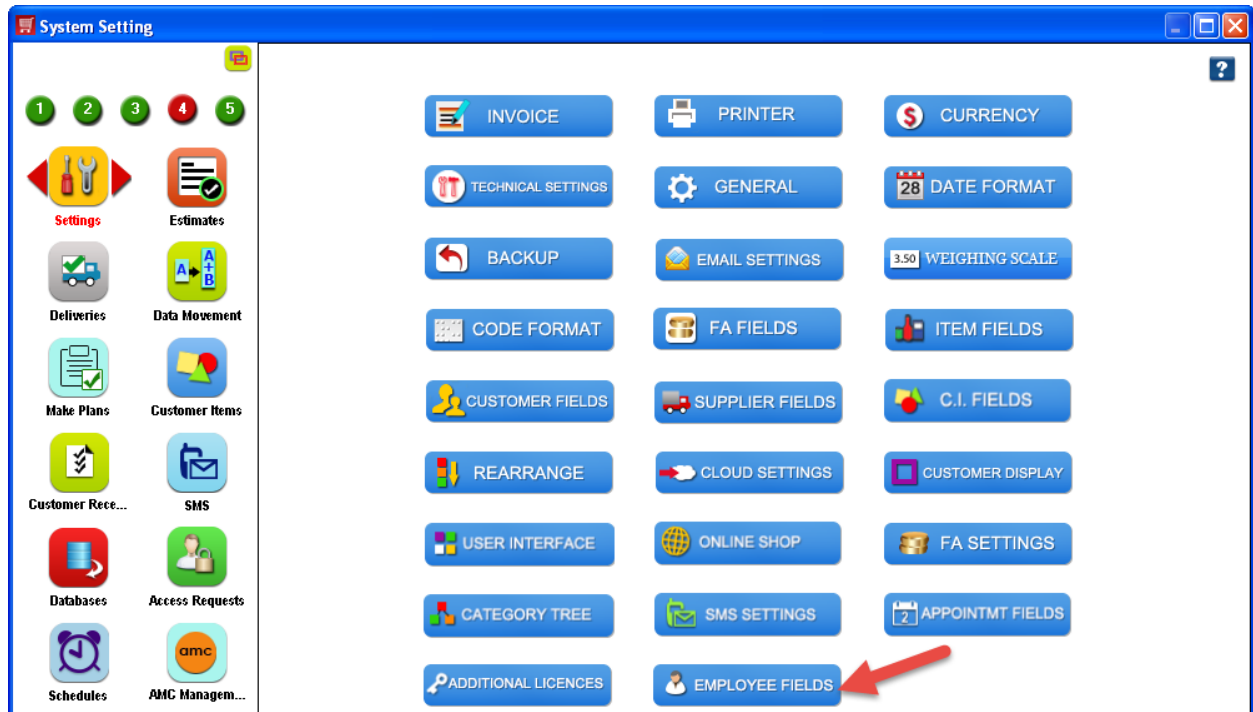 System Setting
?
1 2 3 4 5
Settings Estimates
Deliveries Data Movement
A A+B
Make Plans Customer Items
Customer Rece... SMS
Databases Access Requests
amc
Schedules AMC Managem...
INVOICE PRINTER $ CURRENCY
TECHNICAL SETTINGS GENERAL 28 DATE FORMAT
BACKUP EMAIL SETTINGS 3.50 WEIGHING SCALE
CODE FORMAT FA FIELDS ITEM FIELDS
CUSTOMER FIELDS SUPPLIER FIELDS C.I. FIELDS
REARRANGE CLOUD SETTINGS CUSTOMER DISPLAY
USER INTERFACE ONLINE SHOP FA SETTINGS
CATEGORY TREE SMS SETTINGS 2 APPOINTMT FIELDS
ADDITIONAL LICENCES EMPLOYEE FIELDS